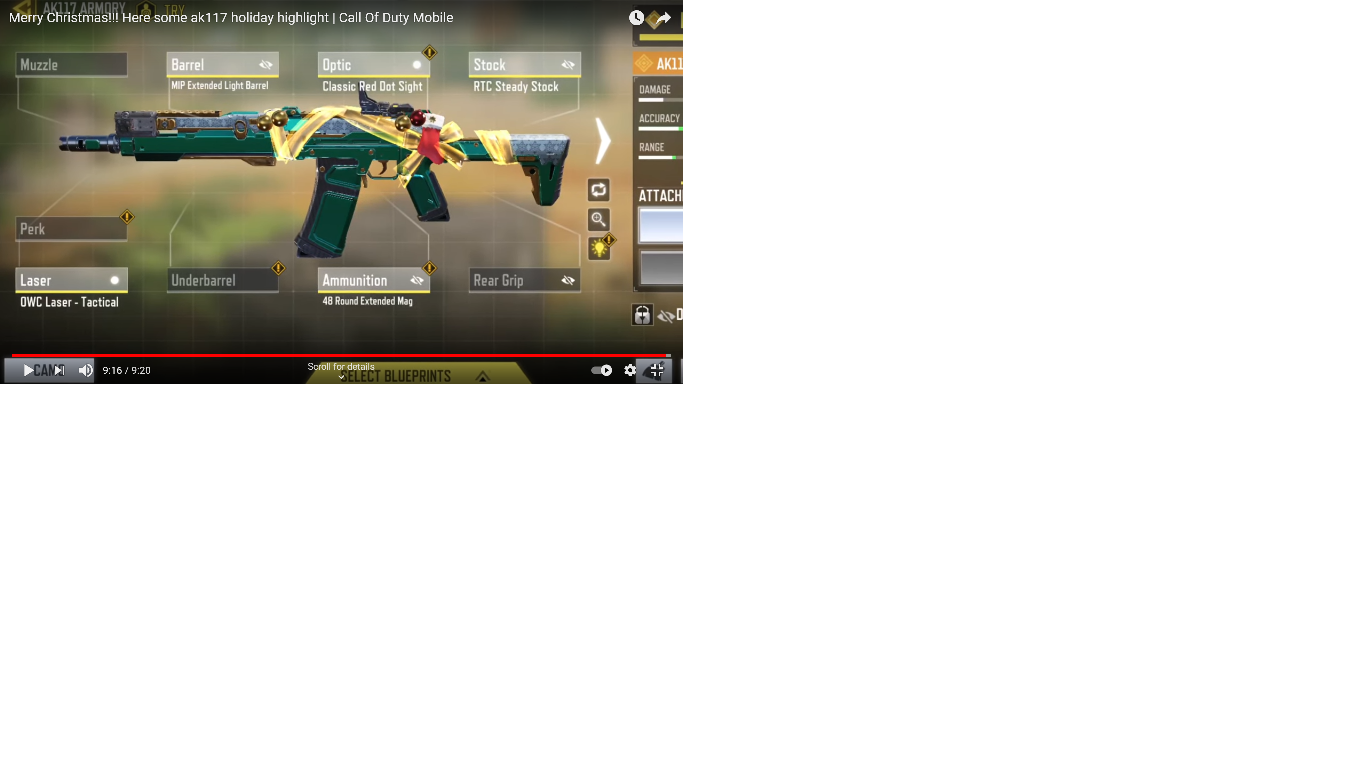 AK117 ARMORY TRY
Merry Christmas!!! Here some ak117 holiday highlight | Call Of Duty Mobile
Muzzle
Barrel
MIP Extended Light Barrel
Optic
Classic Red Dot Sight
Stock
RTC Steady Stock
AK11
DAMAGE
ACCURACY
RANGE
ATTACH
Perk
Laser
OWC Laser - Tactical
Underbarrel
Ammunition
48 Round Extended Mag
Rear Grip
D
CAMO
9:16 / 9:20
Scroll for details
SELECT BLUEPRINTS